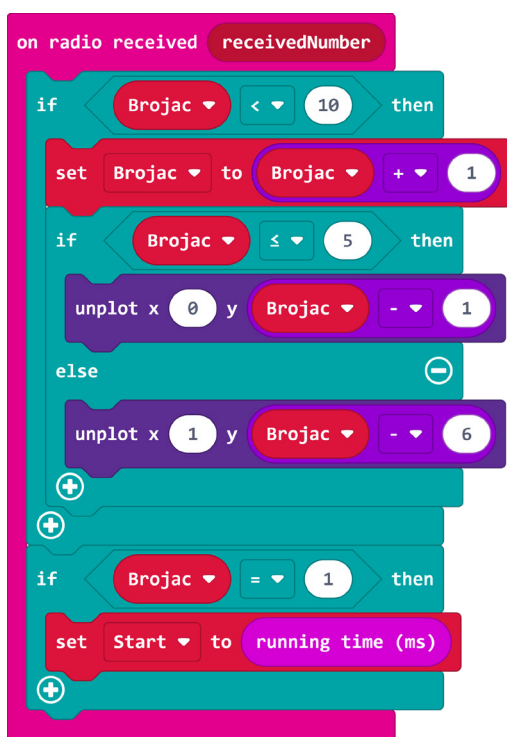 on radio received receivedNumber
if Brojac < 10 then
set Brojac to Brojac + 1
if Brojac ≤ 5 then
unplot x 0 y Brojac - 1
else
unplot x 1 y Brojac - 6
if Brojac = 1 then
set Start to running time (ms)